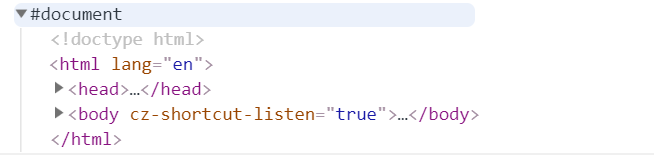 #document
<!doctype html>
<html lang="en">
<head>…</head>
<body cz-shortcut-listen="true">…</body>
</html>